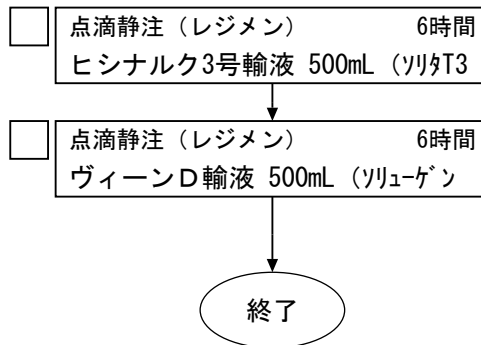 点滴静注（レジメン） 6時間
ヒシナルク3号輸液 500mL (ｿﾘﾀT3
点滴静注（レジメン） 6時間
ヴィーンＤ輸液 500mL (ｿﾘｭｰｹﾞﾝ
終了